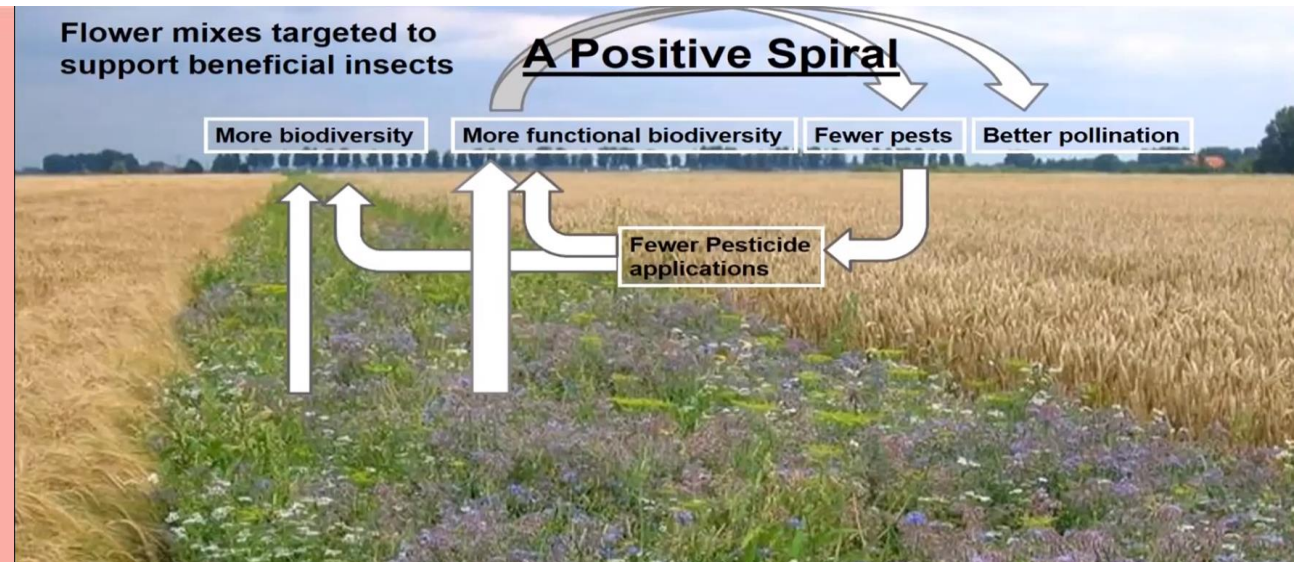 Flower mixes targeted to
support beneficial insects
A Positive Spiral
More biodiversity
More functional biodiversity
Fewer pests
Better pollination
Fewer Pesticide
applications